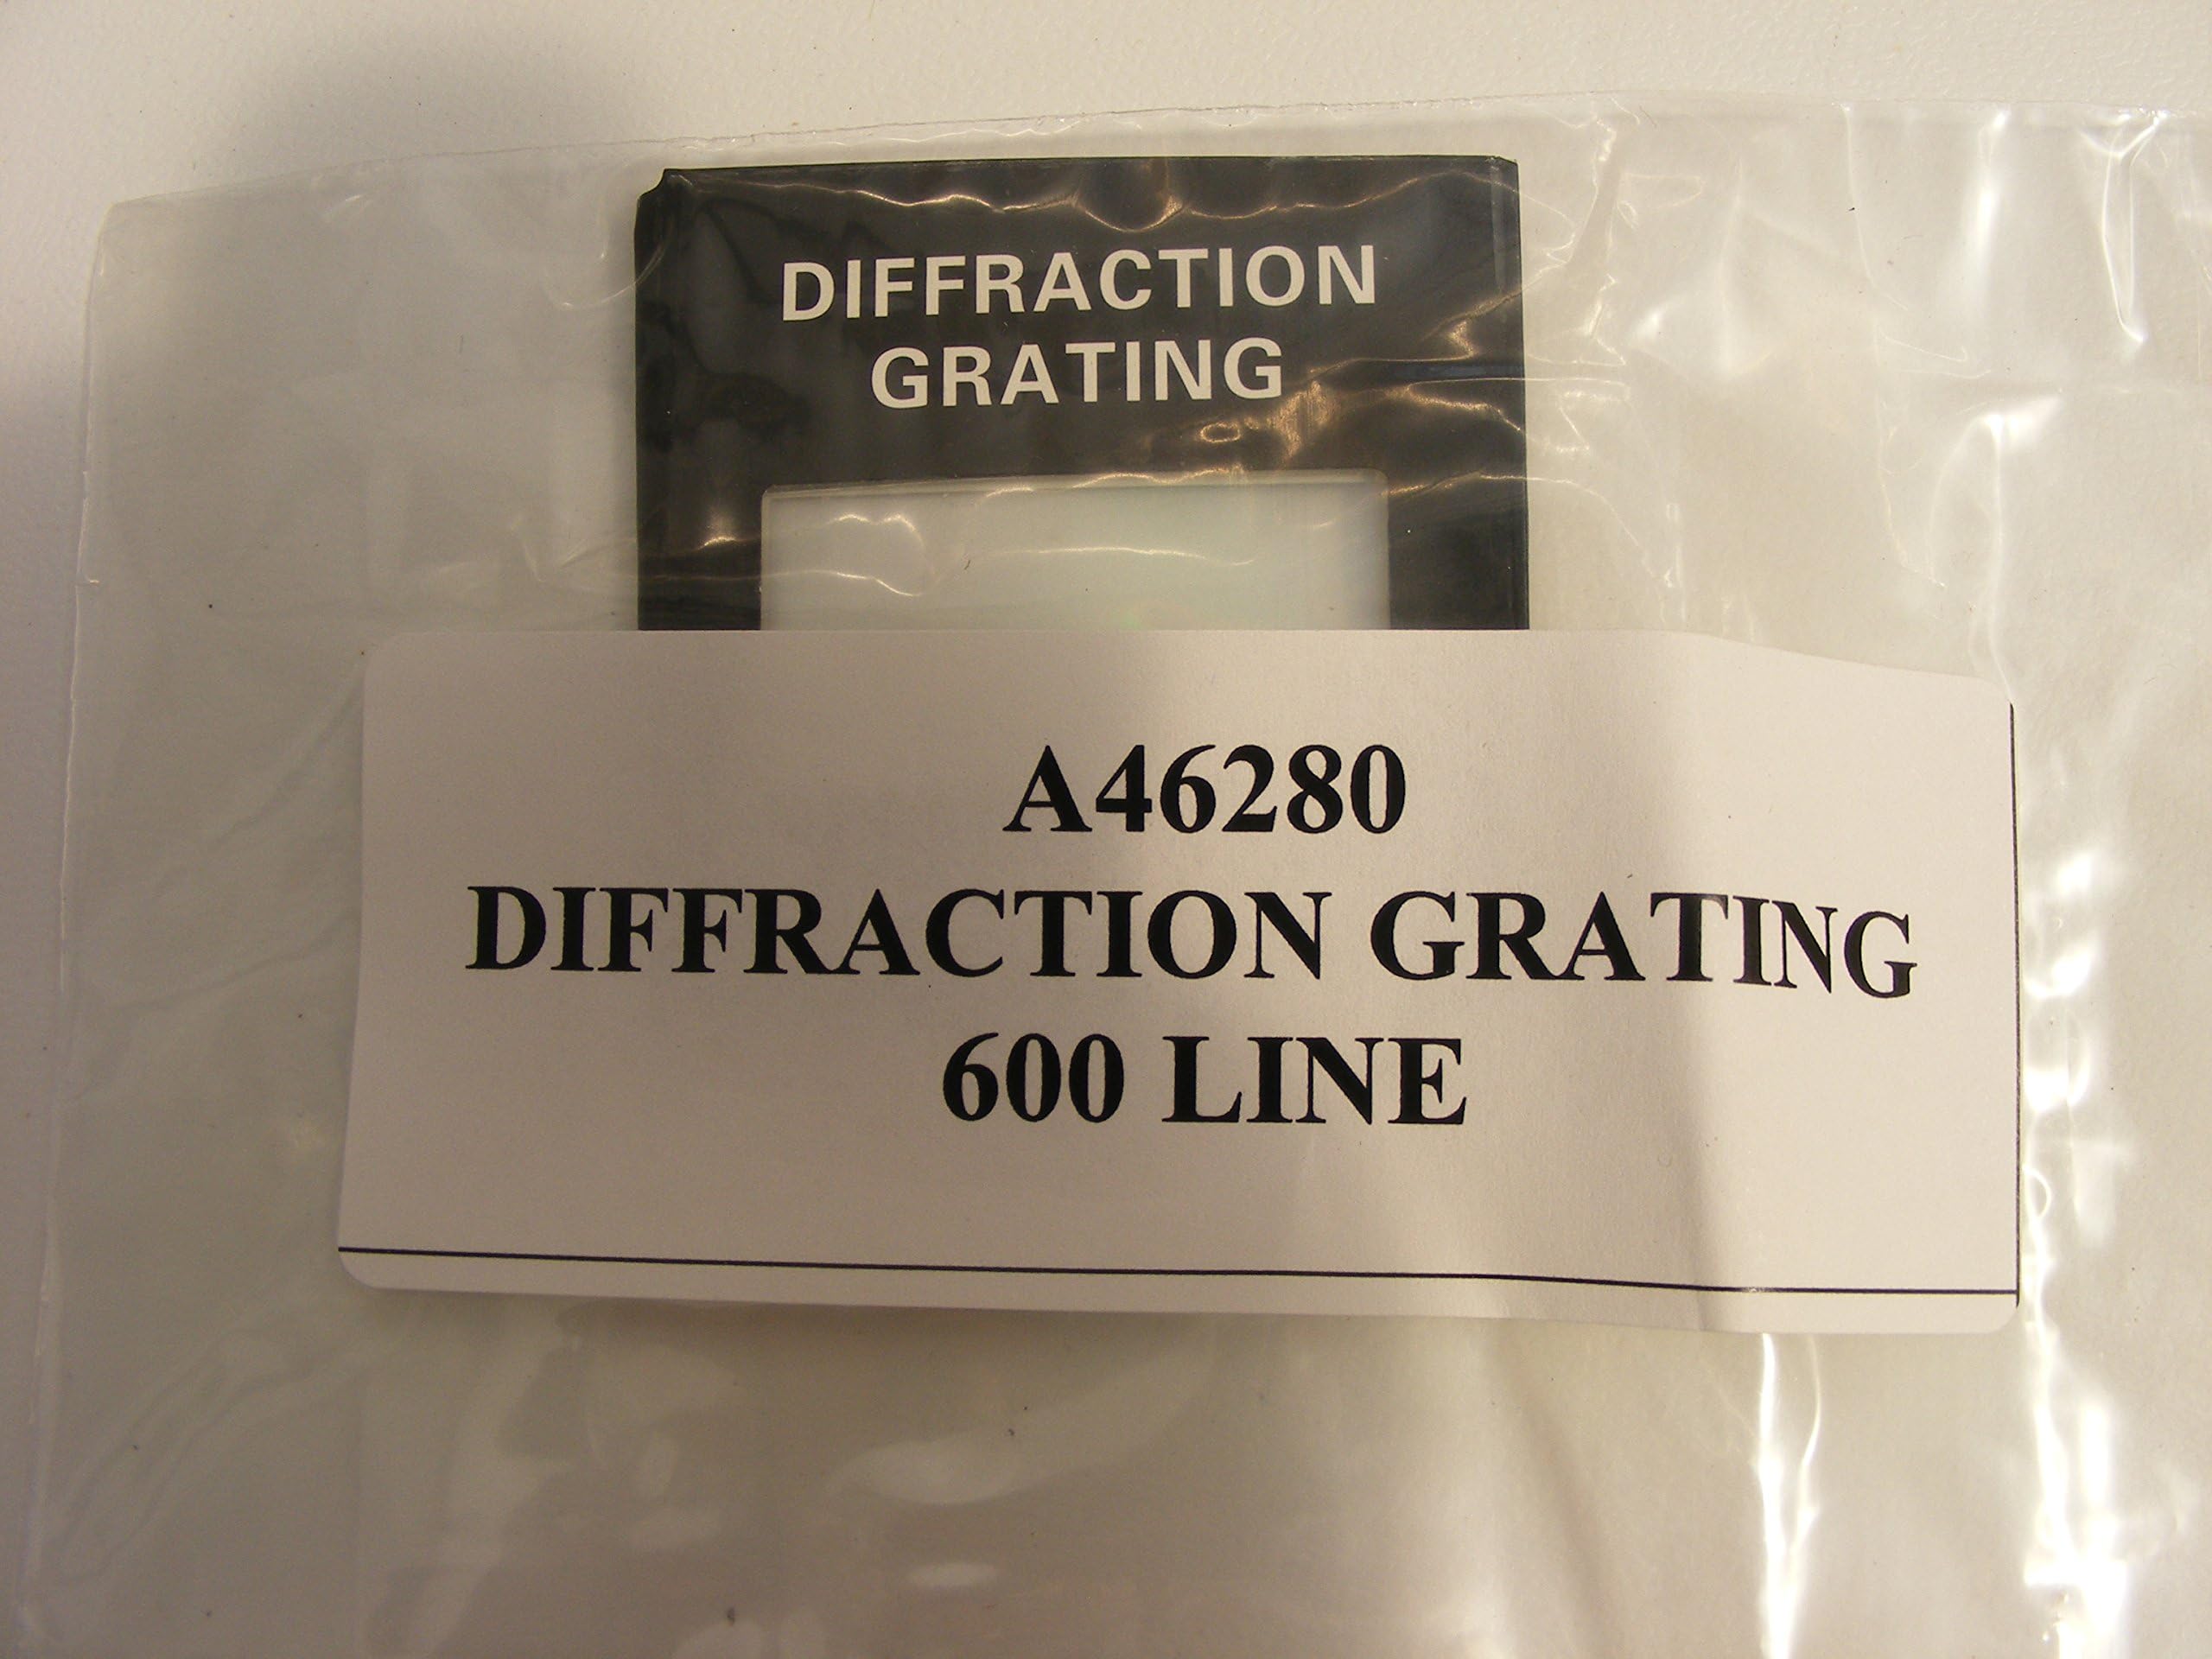 DIFFRACTION
GRATING
A46280
DIFFRACTION GRATING
600 LINE